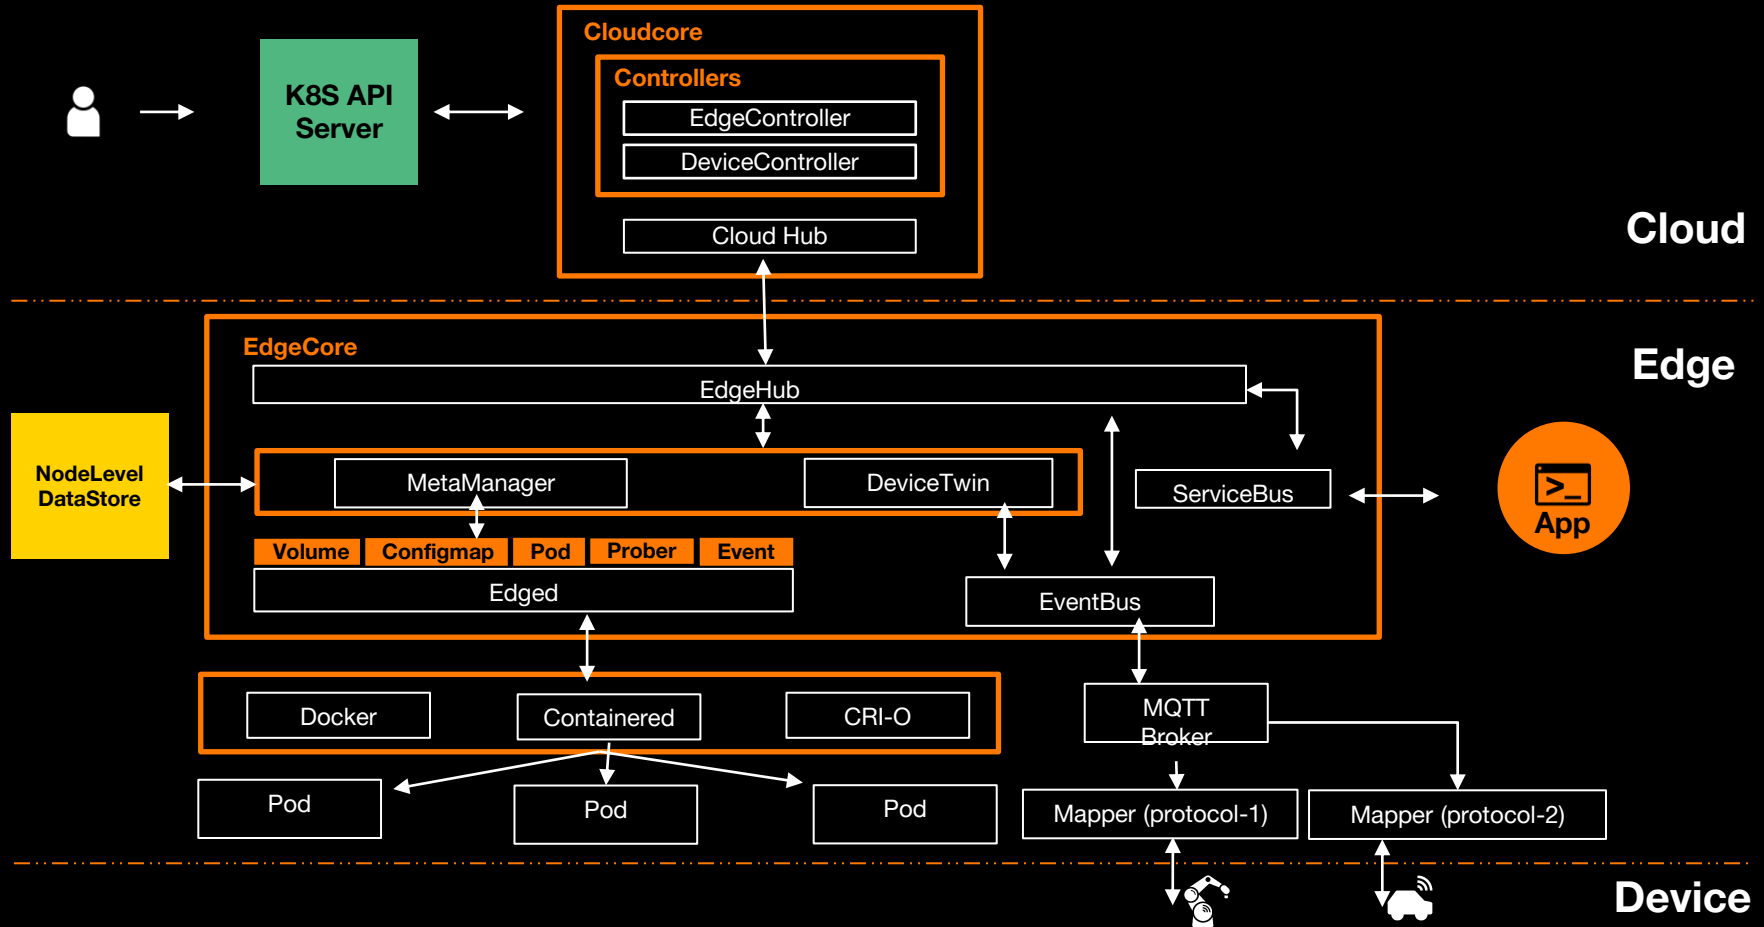 Cloudcore
Controllers
K8S API
Server
EdgeController
DeviceController
Cloud Hub
Cloud
EdgeCore
Edge
EdgeHub
NodeLevel
DataStore
MetaManager
DeviceTwin
ServiceBus
>_
App
Volume
Configmap
Pod
Prober
Event
Edged
EventBus
Docker
Containered
CRI-O
MQTT
Broker
Pod
Pod
Pod
Mapper (protocol-1)
Mapper (protocol-2)
Device